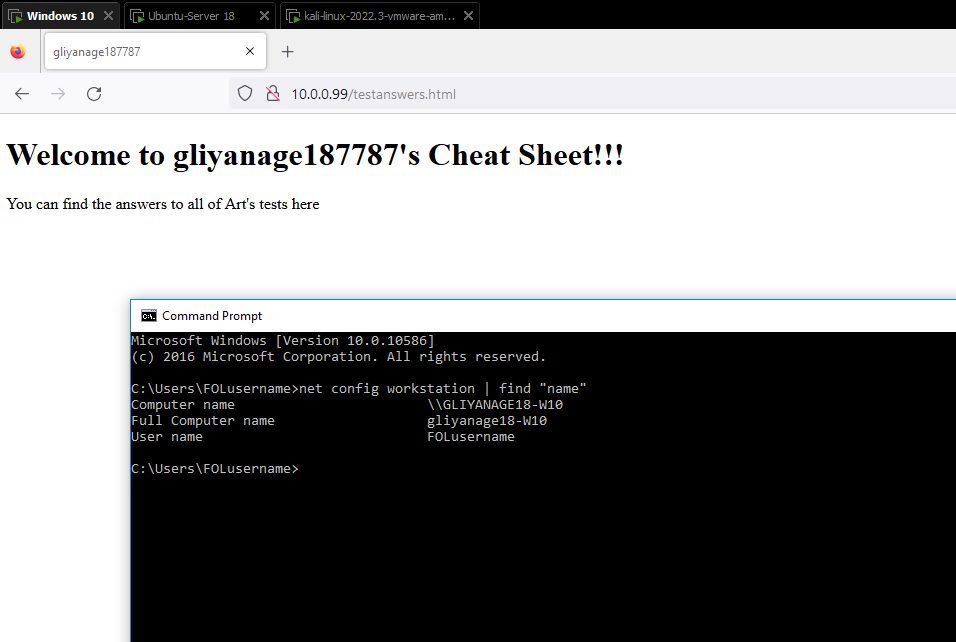 Windows 10
Ubuntu-Server 18
kali-linux-2022.3-vmware-am...
gliyanage187787
10.0.0.99/testanswers.html
Welcome to gliyanage187787's Cheat Sheet!!!
You can find the answers to all of Art's tests here
Command Prompt
Microsoft Windows [Version 10.0.10586]
(c) 2016 Microsoft Corporation. All rights reserved.
C:\Users\FOLusername>net config workstation | find "name"
Computer name \\GLIYANAGE18-W10
Full Computer name gliyanage18-W10
User name FOLusername
C:\Users\FOLusername>